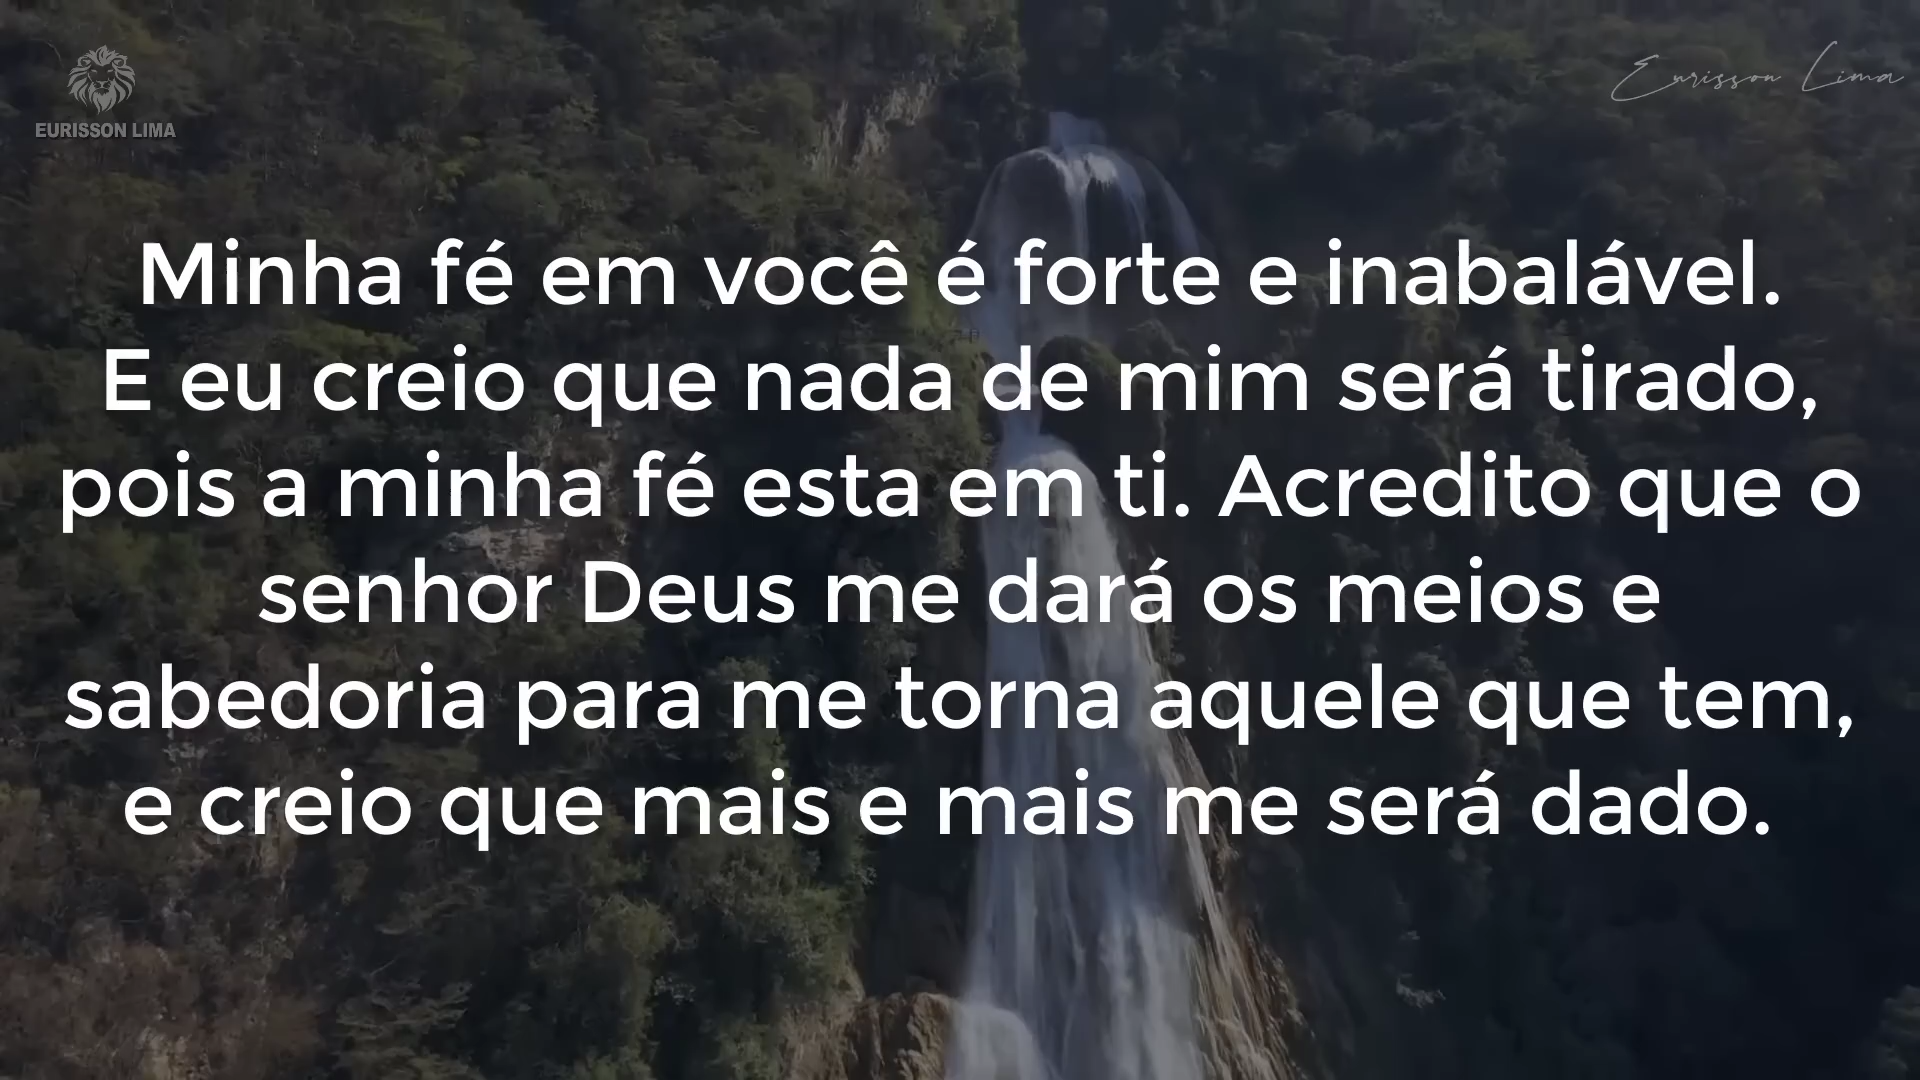 EURISSON LIMA
Eurisson Lima
Minha fé em você é forte e inabalável.
E eu creio que nada de mim será tirado,
pois a minha fé esta em ti. Acredito que o
senhor Deus me dará os meios e
sabedoria para me torna aquele que tem,
e creio que mais e mais me será dado.